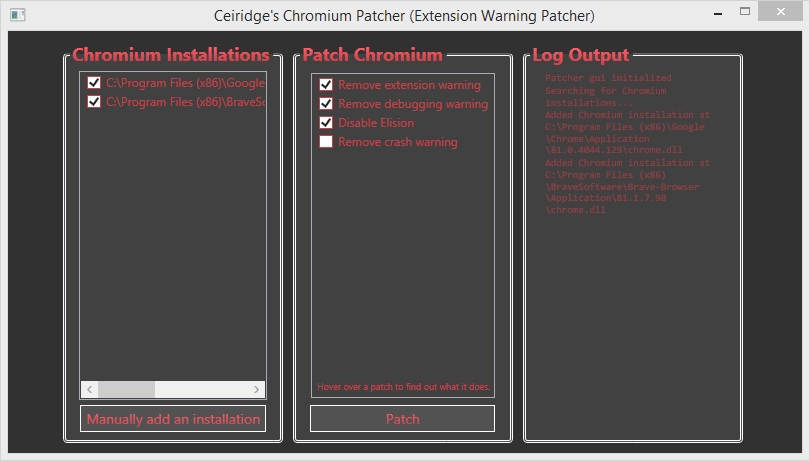 Ceiridge's Chromium Patcher (Extension Warning Patcher)
Chromium Installations
C:\Program Files (x86)\Google
C:\Program Files (x86)\BraveSo
Manually add an installation
Patch Chromium
Remove extension warning
Remove debugging warning
Disable Elision
Remove crash warning
Hover over a patch to find out what it does.
Patch
Log Output
Patcher gui initialized
Searching for Chromium
installations...
Added Chromium installation at
C:\Program Files (x86)\Google
\Chrome\Application
\81.0.4044.129\chrome.dll
Added Chromium installation at
C:\Program Files (x86)
\BraveSoftware\Brave-Browser
\Application\81.1.7.98
\chrome.dll